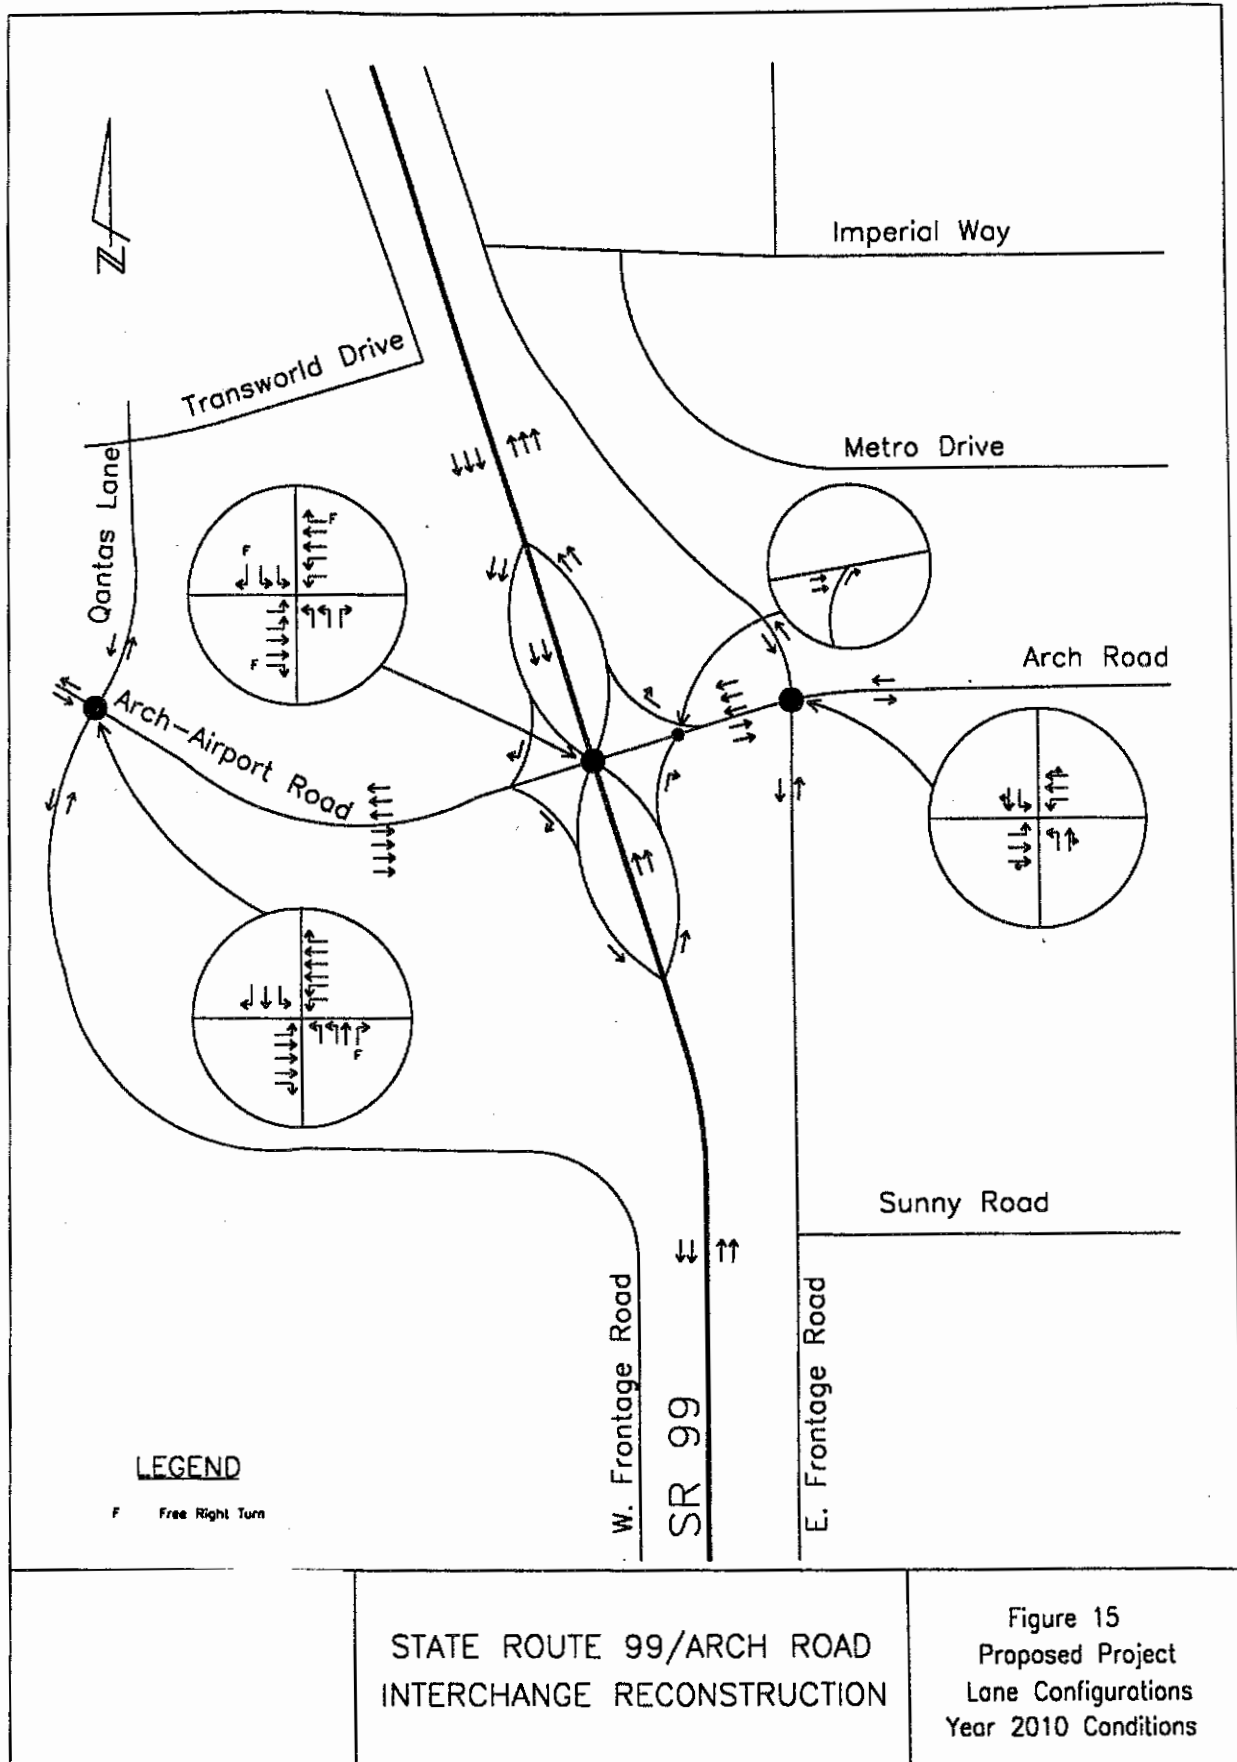 N
Imperial Way
Transworld Drive
Metro Drive
Qantas Lane
F
F
F
Arch Road
Arch-Airport Road
F
Sunny Road
W. Frontage Road
SR 99
E. Frontage Road
LEGEND
F Free Right Turn
STATE ROUTE 99/ARCH ROAD
INTERCHANGE RECONSTRUCTION
Figure 15
Proposed Project
Lane Configurations
Year 2010 Conditions